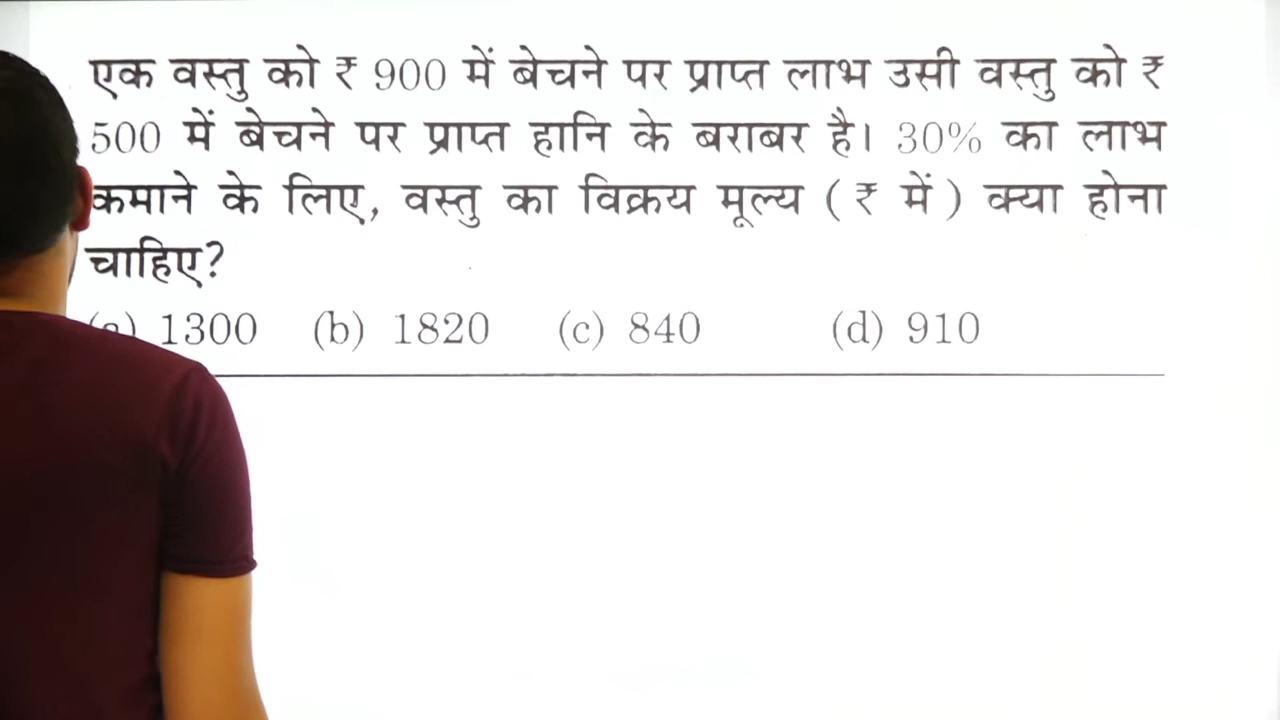 एक वस्तु को ₹ 900 में बेचने पर प्राप्त लाभ उसी वस्तु को ₹
500 में बेचने पर प्राप्त हानि के बराबर है। 30% का लाभ
कमाने के लिए, वस्तु का विक्रय मूल्य ( ₹ में ) क्या होना
चाहिए?
(a) 1300 (b) 1820 (c) 840 (d) 910